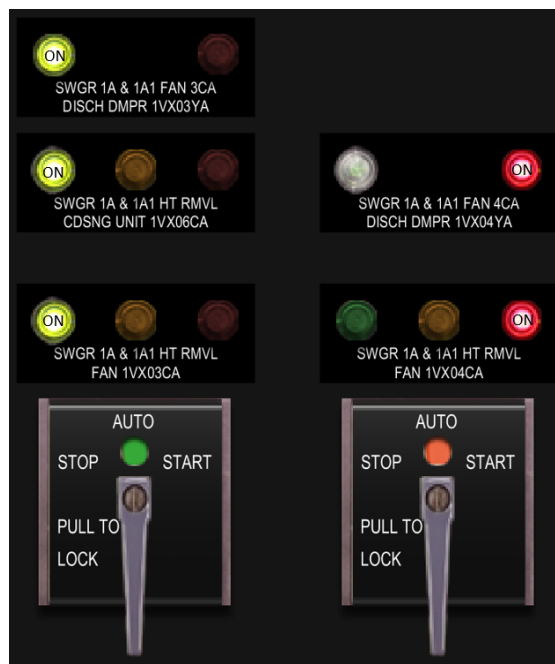 ON
SWGR 1A & 1A1 FAN 3CA
DISCH DMPR 1VX03YA
ON
SWGR 1A & 1A1 HT RMVL
CDSNG UNIT 1VX06CA
ON
SWGR 1A & 1A1 FAN 4CA
DISCH DMPR 1VX04YA
ON
SWGR 1A & 1A1 HT RMVL
FAN 1VX03CA
ON
SWGR 1A & 1A1 HT RMVL
FAN 1VX04CA
AUTO
STOP START
PULL TO
LOCK
AUTO
STOP START
PULL TO
LOCK